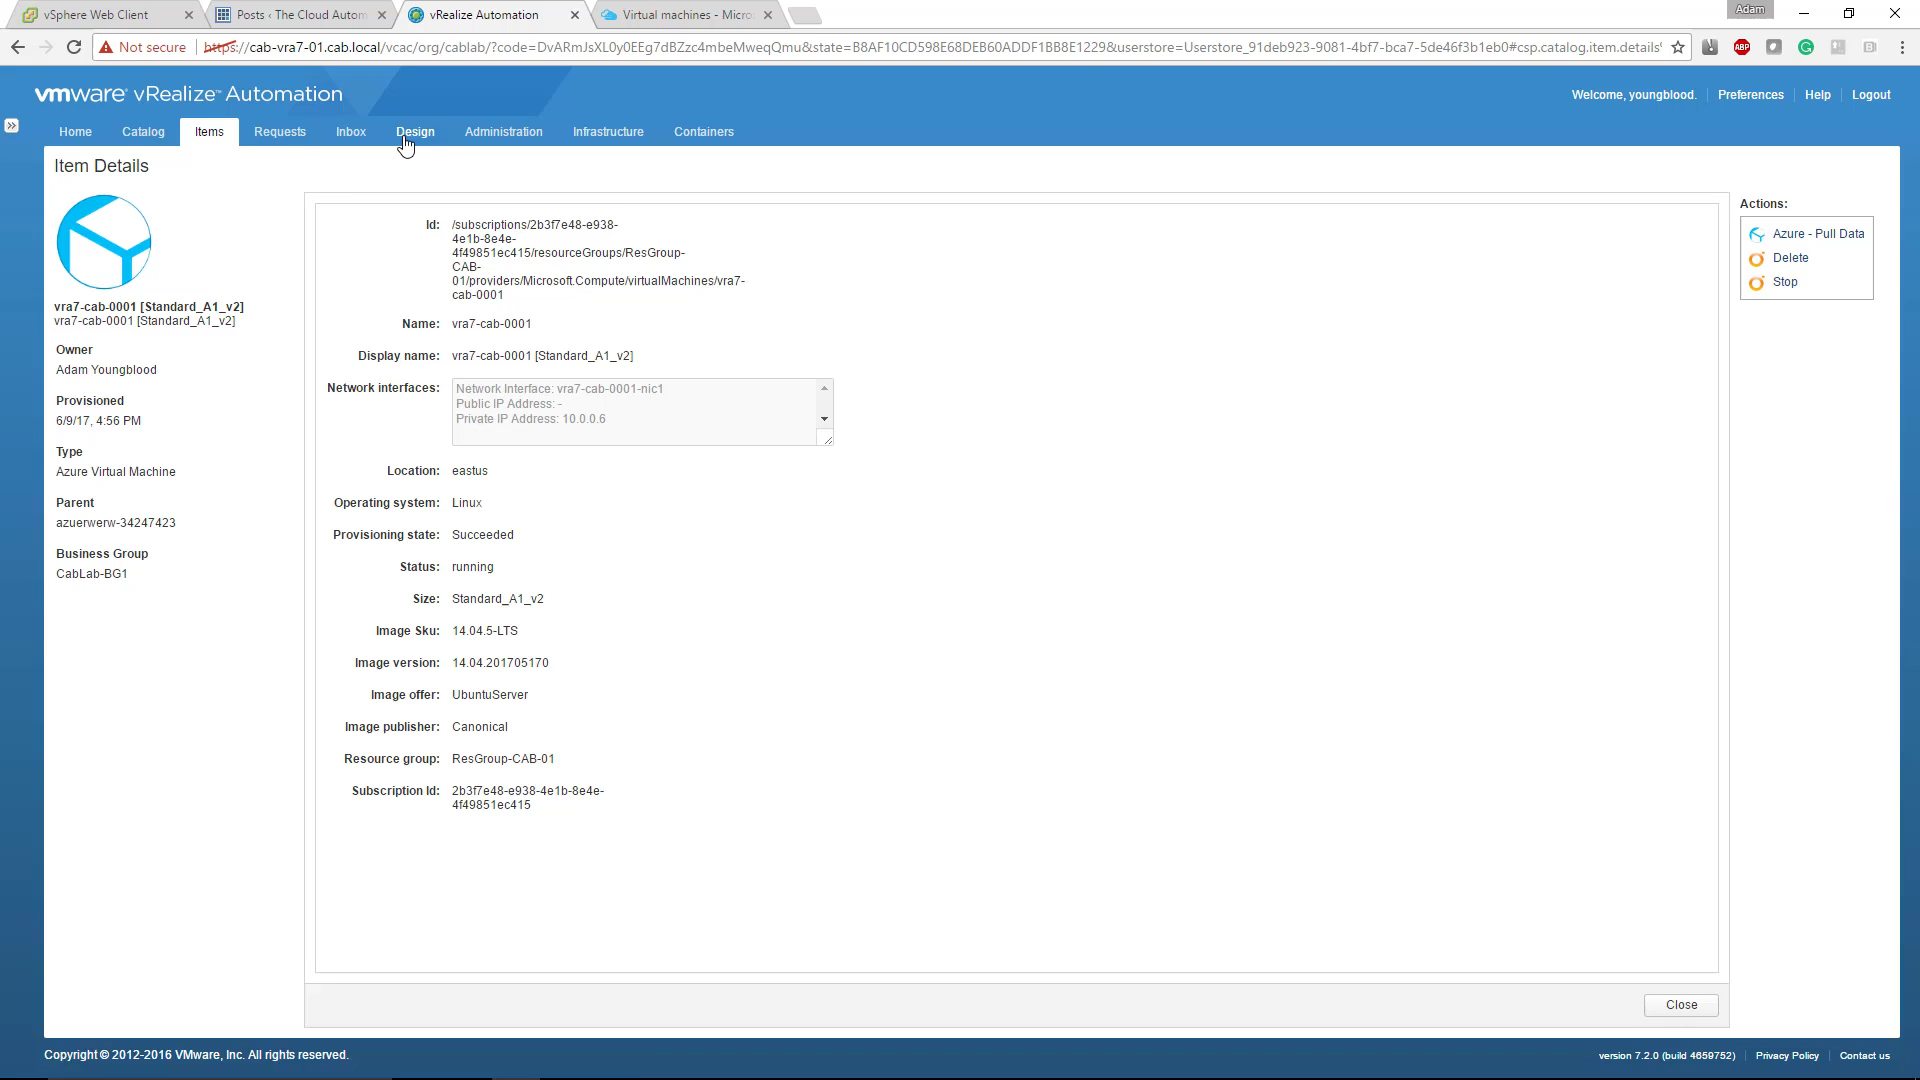 vSphere Web Client
Posts ‹ The Cloud Autom
vRealize Automation
Virtual machines - Micro
Adam
Not secure
https://cab-vra7-01.cab.local/vcac/org/cablab/?code=DvARmJsXL0y0EEg7dBZzc4mbeMweqQmu&state=B8AF10CD598E68DEB60ADDF1BB8E1229&userstore=Userstore_91deb923-9081-4bf7-bca7-5de46f3b1eb0#csp.catalog.item.details
ABP
vmware vRealize™ Automation
Welcome, youngblood.
Preferences
Help
Logout
Home
Catalog
Items
Requests
Inbox
Design
Administration
Infrastructure
Containers
Item Details
vra7-cab-0001 [Standard_A1_v2]
vra7-cab-0001 [Standard_A1_v2]
Owner
Adam Youngblood
Provisioned
6/9/17, 4:56 PM
Type
Azure Virtual Machine
Parent
azuerwerw-34247423
Business Group
CabLab-BG1
Id: /subscriptions/2b3f7e48-e938-
4e1b-8e4e-
4f49851ec415/resourceGroups/ResGroup-
CAB-
01/providers/Microsoft.Compute/virtualMachines/vra7-
cab-0001
Name: vra7-cab-0001
Display name: vra7-cab-0001 [Standard_A1_v2]
Network interfaces: Network Interface: vra7-cab-0001-nic1
Public IP Address: -
Private IP Address: 10.0.0.6
Location: eastus
Operating system: Linux
Provisioning state: Succeeded
Status: running
Size: Standard_A1_v2
Image Sku: 14.04.5-LTS
Image version: 14.04.201705170
Image offer: UbuntuServer
Image publisher: Canonical
Resource group: ResGroup-CAB-01
Subscription Id: 2b3f7e48-e938-4e1b-8e4e-
4f49851ec415
Actions:
Azure - Pull Data
Delete
Stop
Close
Copyright © 2012-2016 VMware, Inc. All rights reserved.
version 7.2.0 (build 4659752)
Privacy Policy
Contact us